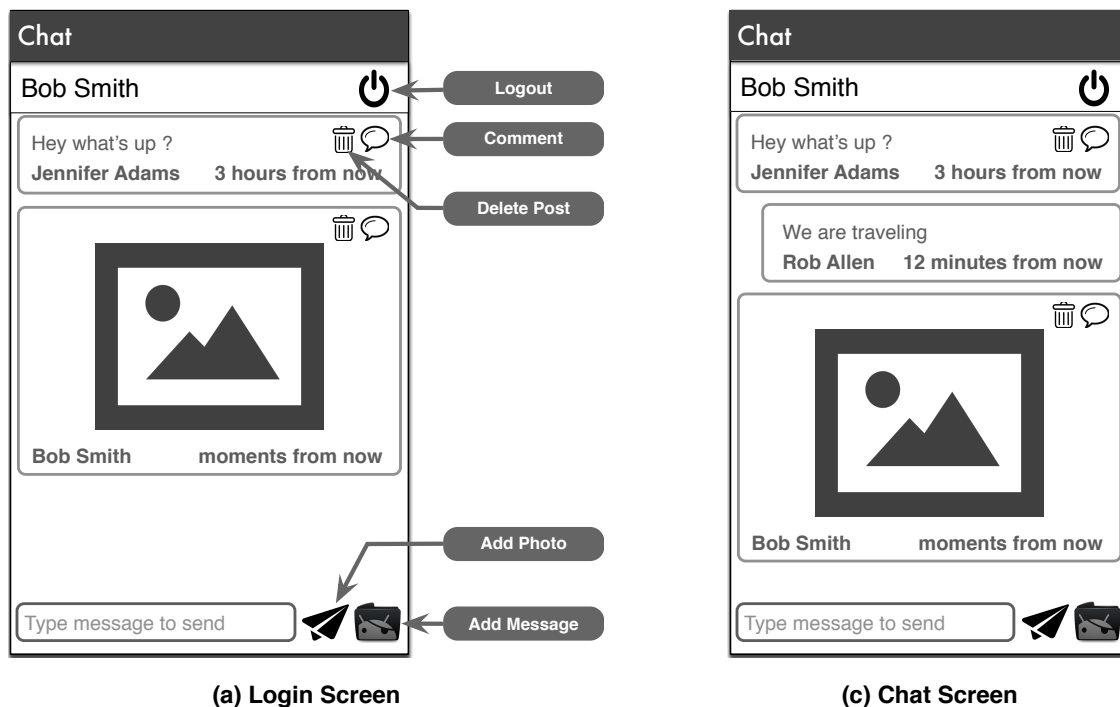 Chat
Bob Smith
Logout
Hey what's up ?
Comment
Jennifer Adams 3 hours from now
Delete Post
Bob Smith moments from now
Add Photo
Type message to send
Add Message
(a) Login Screen
Chat
Bob Smith
Hey what's up ?
Jennifer Adams 3 hours from now
We are traveling
Rob Allen 12 minutes from now
Bob Smith moments from now
Type message to send
(c) Chat Screen